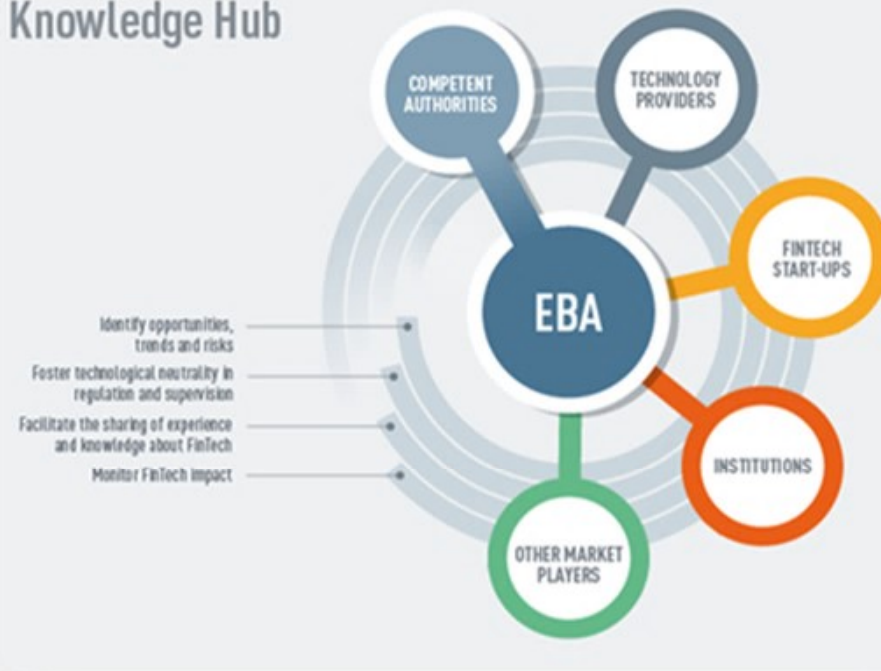 Knowledge Hub
COMPETENT
AUTHORITIES
TECHNOLOGY
PROVIDERS
FINTECH
START-UPS
EBA
Identify opportunities,
trends and risks
Foster technological neutrality in
regulation and supervision
Facilitate the sharing of experience
and knowledge about FinTech
Monitor FinTech impact
INSTITUTIONS
OTHER MARKET
PLAYERS